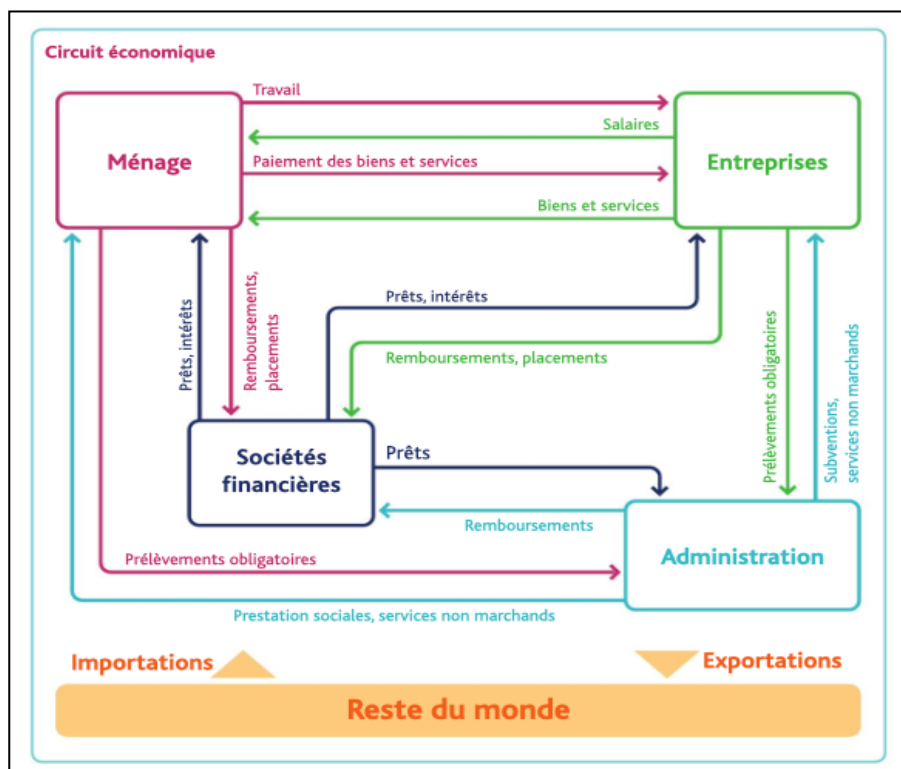 Circuit économique
Travail
Salaires
Ménage
Paiement des biens et services
Entreprises
Biens et services
Prêts, intérêts
Remboursements,
placements
Prêts, intérêts
Remboursements, placements
Prélèvements obligatoires
Subventions,
services non marchands
Sociétés
financières
Prêts
Remboursements
Administration
Prélèvements obligatoires
Prestation sociales, services non marchands
Importations
Exportations
Reste du monde